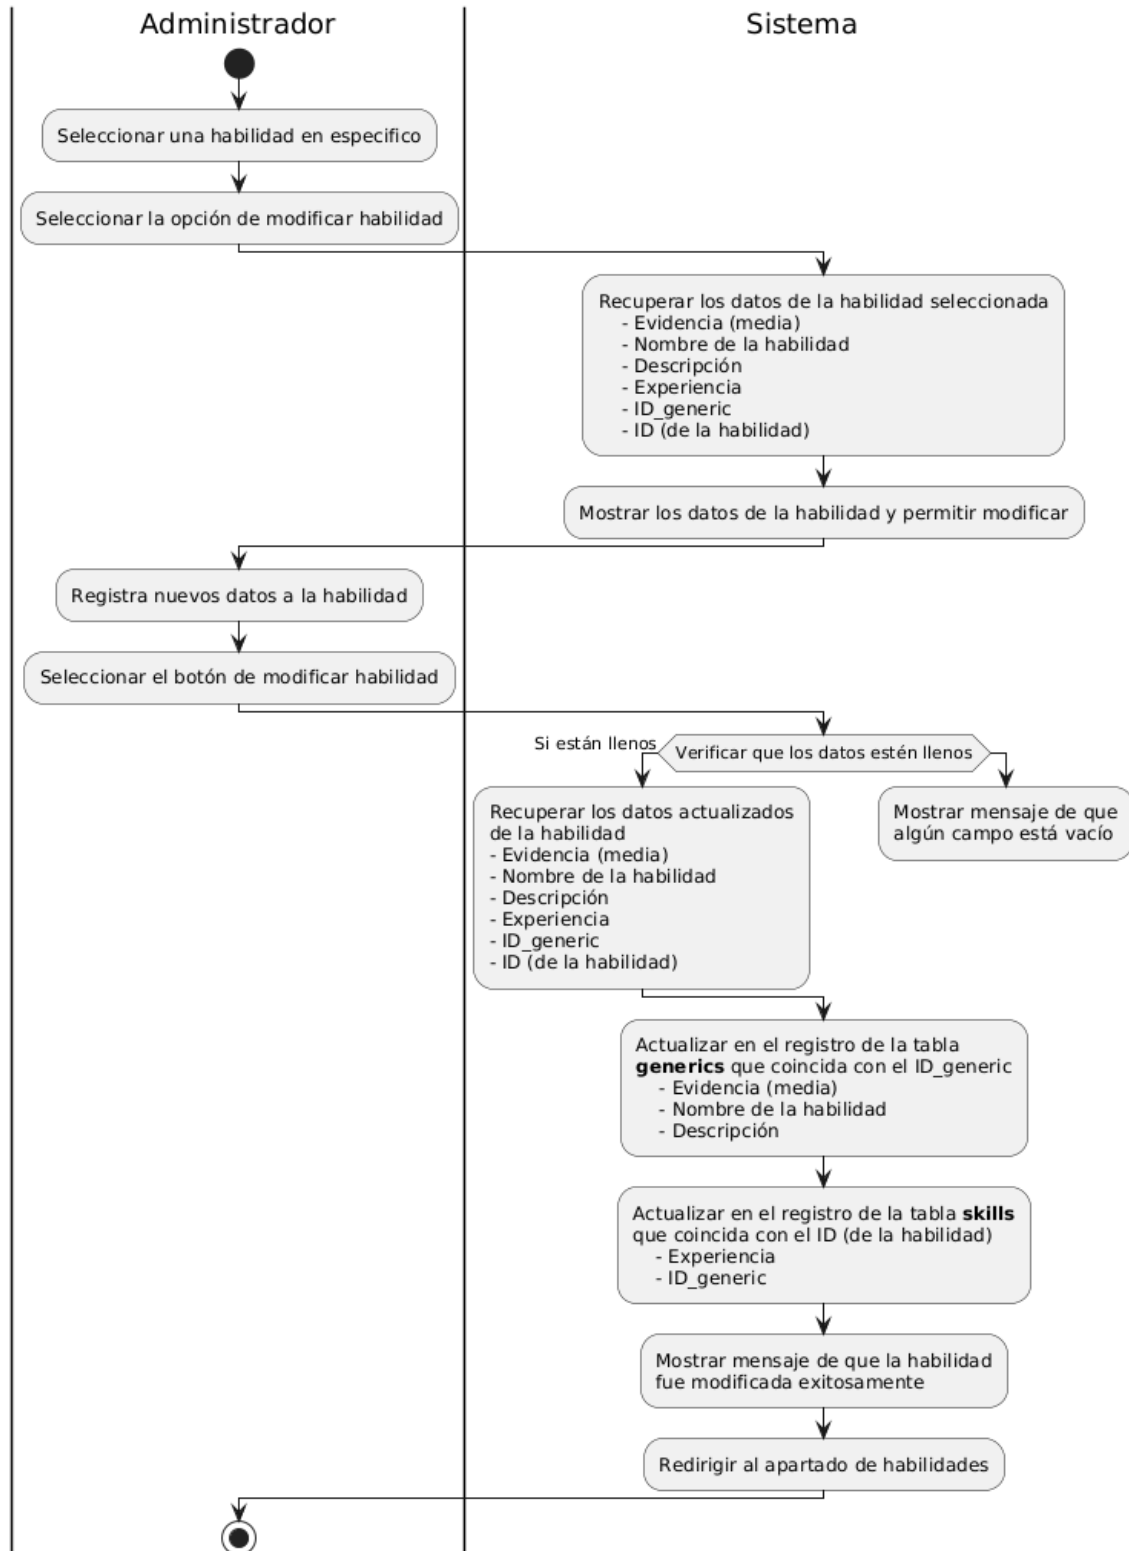 Administrador
Sistema
Seleccionar una habilidad en especifico
Seleccionar la opción de modificar habilidad
Recuperar los datos de la habilidad seleccionada
- Evidencia (media)
- Nombre de la habilidad
- Descripción
- Experiencia
- ID_generic
- ID (de la habilidad)
Mostrar los datos de la habilidad y permitir modificar
Registra nuevos datos a la habilidad
Seleccionar el botón de modificar habilidad
Si están llenos
Verificar que los datos estén llenos
Recuperar los datos actualizados
de la habilidad
- Evidencia (media)
- Nombre de la habilidad
- Descripción
- Experiencia
- ID_generic
- ID (de la habilidad)
Mostrar mensaje de que
algún campo está vacío
Actualizar en el registro de la tabla
generics que coincida con el ID_generic
- Evidencia (media)
- Nombre de la habilidad
- Descripción
Actualizar en el registro de la tabla skills
que coincida con el ID (de la habilidad)
- Experiencia
- ID_generic
Mostrar mensaje de que la habilidad
fue modificada exitosamente
Redirigir al apartado de habilidades